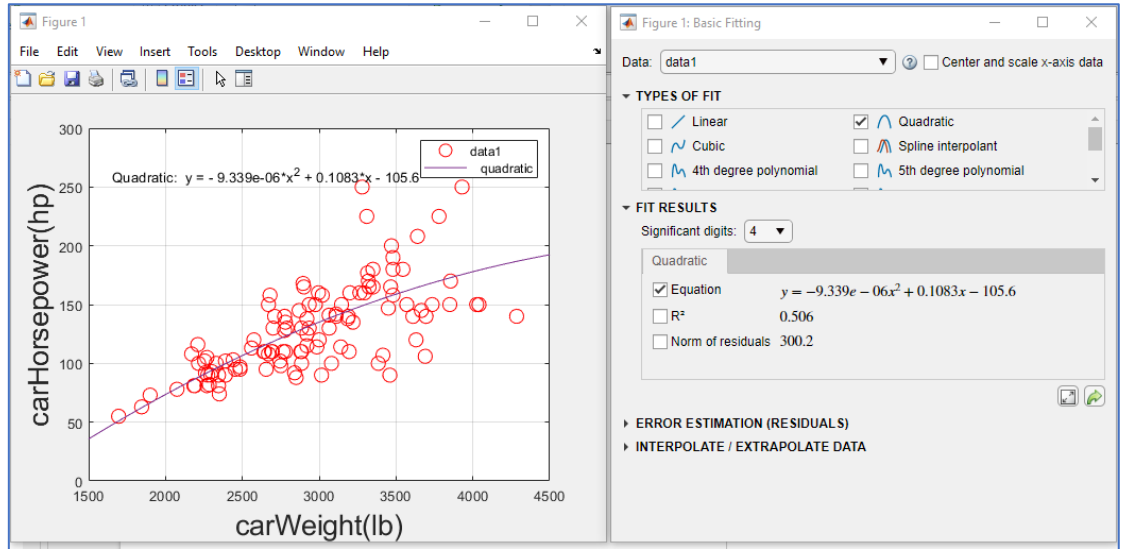 Figure 1
File Edit View Insert Tools Desktop Window Help
300
250
200
150
100
50
0
1500 2000 2500 3000 3500 4000 4500
carHorsepower(hp)
carWeight(lb)
Quadratic: y = - 9.339e-06*x² + 0.1083*x - 105.6
data1
quadratic
Figure 1: Basic Fitting
Data: data1 Center and scale x-axis data
TYPES OF FIT
Linear Quadratic
Cubic Spline interpolant
4th degree polynomial 5th degree polynomial
FIT RESULTS
Significant digits: 4
Quadratic
Equation y = −9.339e − 06x² + 0.1083x − 105.6
R² 0.506
Norm of residuals 300.2
ERROR ESTIMATION (RESIDUALS)
INTERPOLATE / EXTRAPOLATE DATA